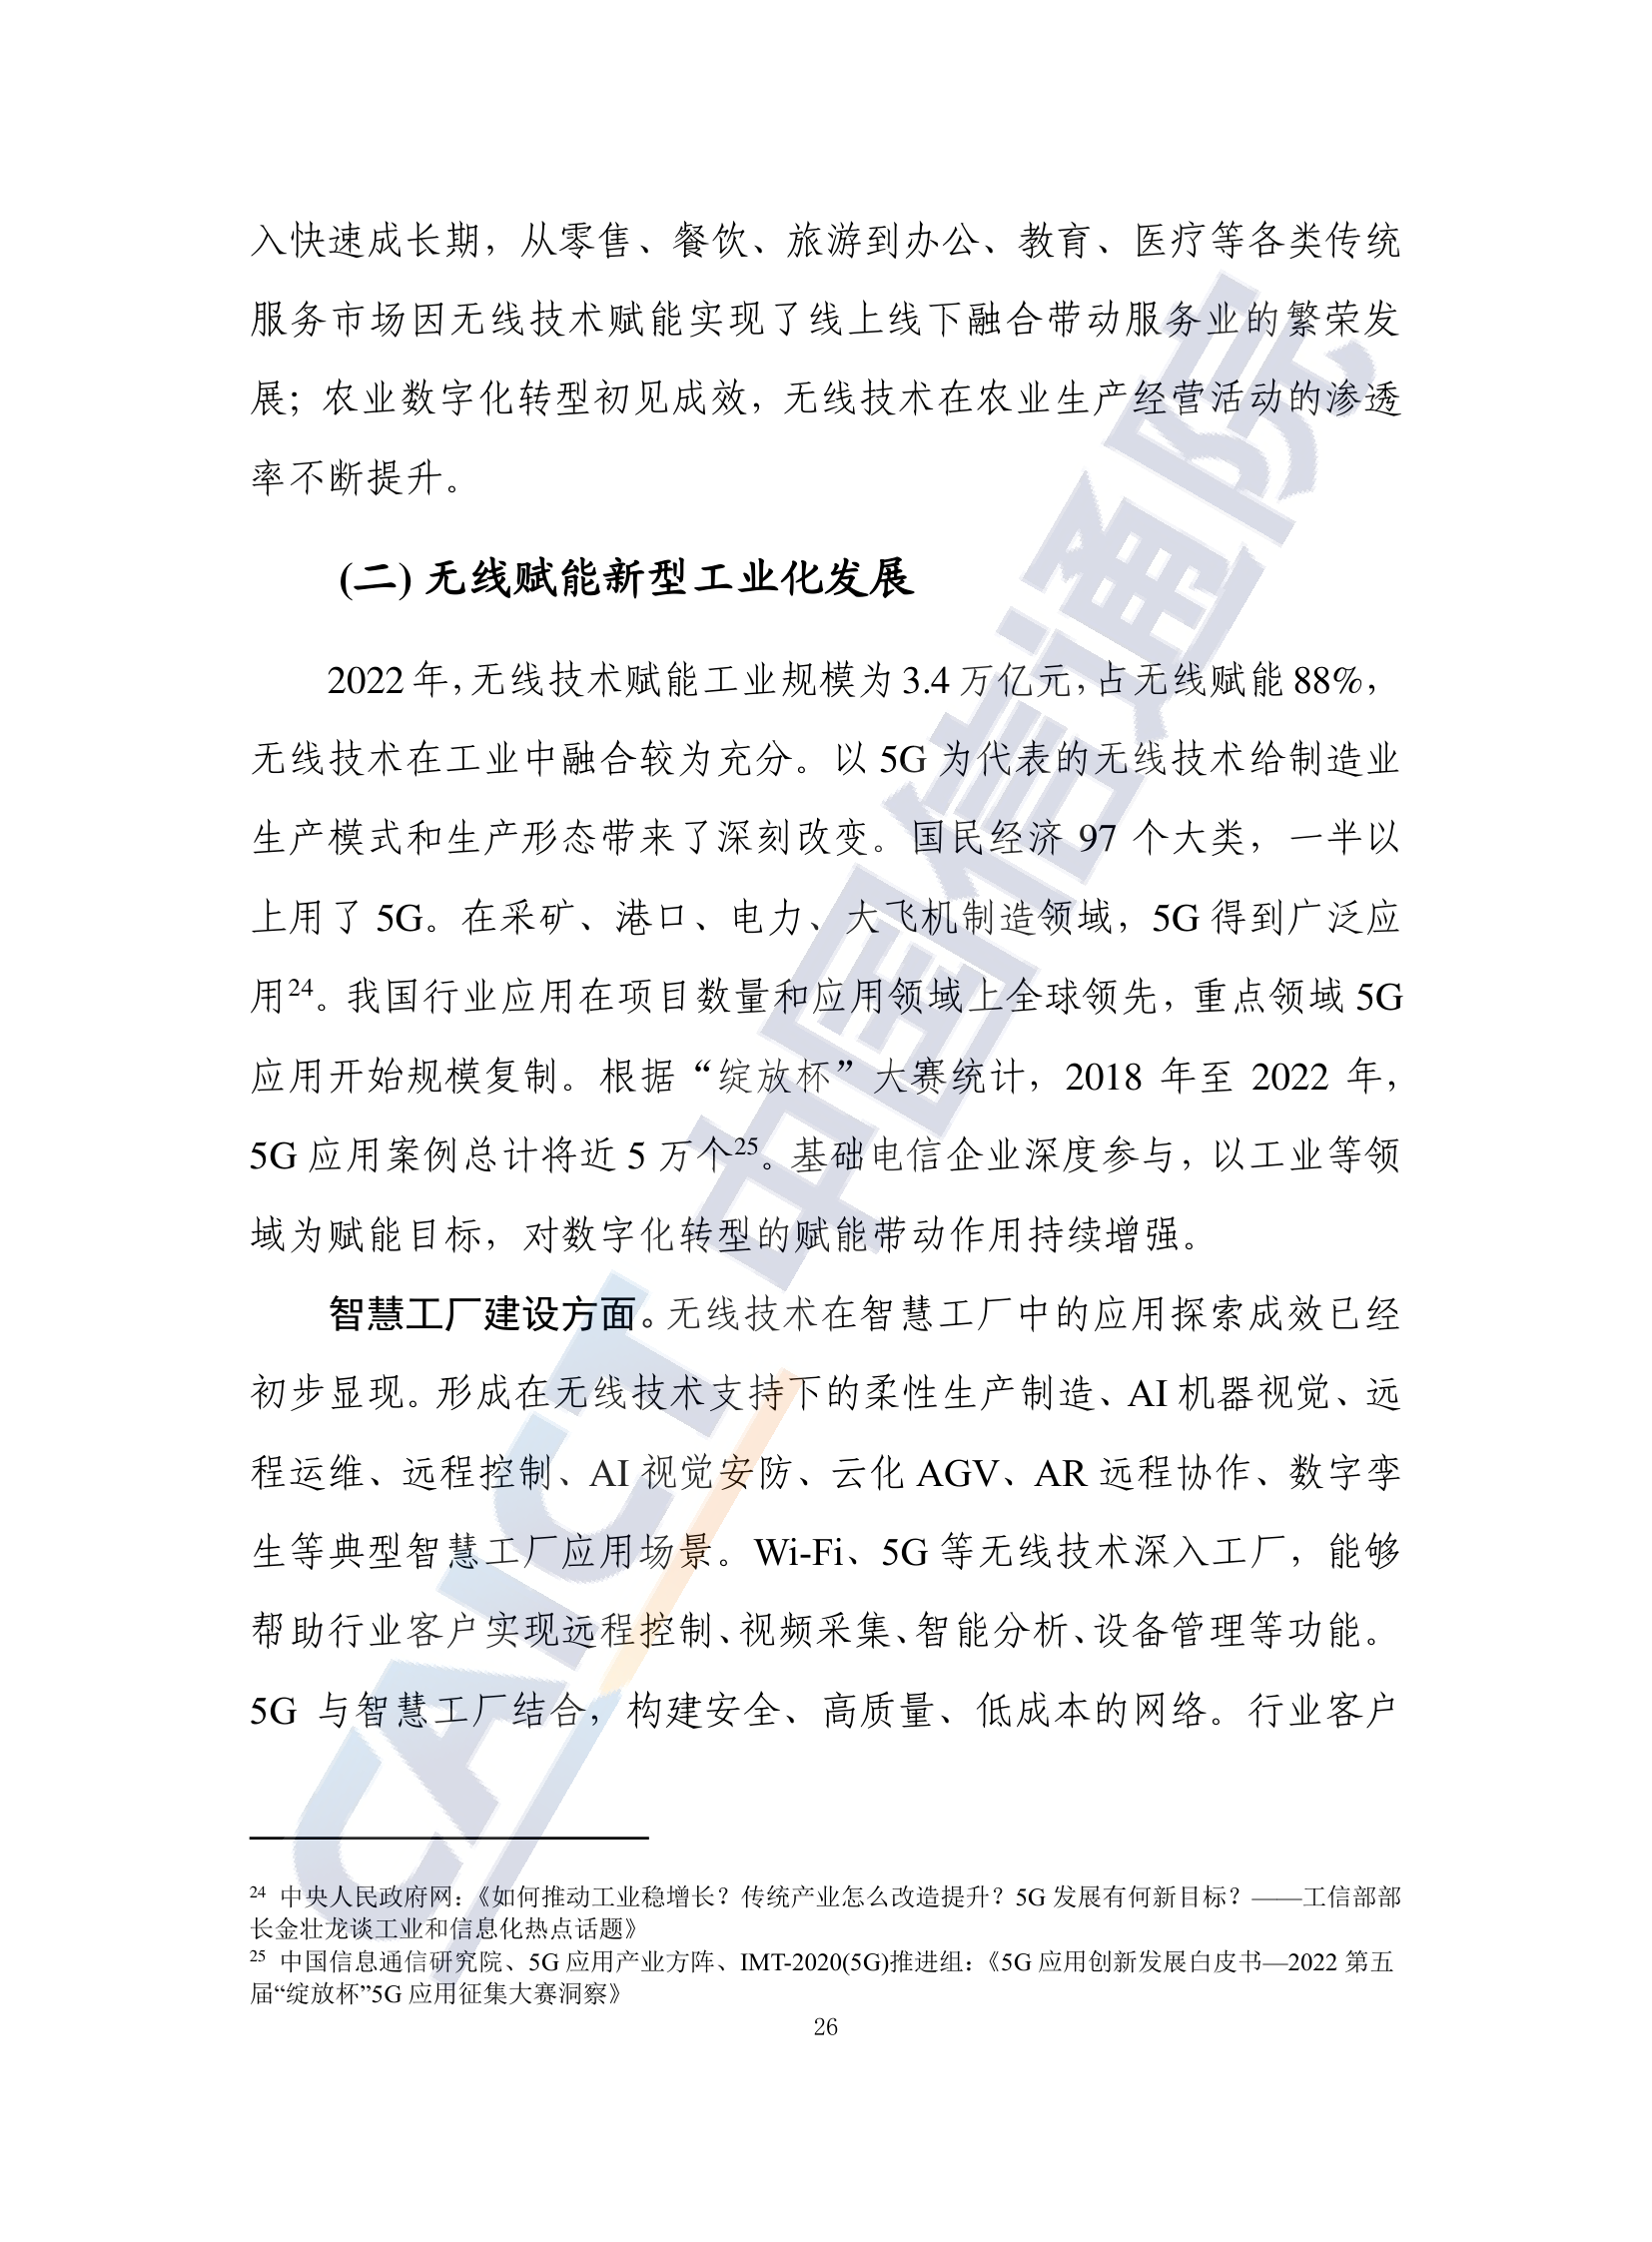 入快速成长期，从零售、餐饮、旅游到办公、教育、医疗等各类传统
服务市场因无线技术赋能实现了线上线下融合带动服务业的繁荣发
展；农业数字化转型初见成效，无线技术在农业生产经营活动的渗透
率不断提升。
(二) 无线赋能新型工业化发展
2022 年，无线技术赋能工业规模为 3.4 万亿元，占无线赋能 88%，
无线技术在工业中融合较为充分。以 5G 为代表的无线技术给制造业
生产模式和生产形态带来了深刻改变。国民经济 97 个大类，一半以
上用了 5G。在采矿、港口、电力、大飞机制造领域，5G 得到广泛应
用24。我国行业应用在项目数量和应用领域上全球领先，重点领域 5G
应用开始规模复制。根据“绽放杯”大赛统计，2018 年至 2022 年，
5G 应用案例总计将近 5 万个25。基础电信企业深度参与，以工业等领
域为赋能目标，对数字化转型的赋能带动作用持续增强。
智慧工厂建设方面。无线技术在智慧工厂中的应用探索成效已经
初步显现。形成在无线技术支持下的柔性生产制造、AI 机器视觉、远
程运维、远程控制、AI 视觉安防、云化 AGV、AR 远程协作、数字孪
生等典型智慧工厂应用场景。Wi-Fi、5G 等无线技术深入工厂，能够
帮助行业客户实现远程控制、视频采集、智能分析、设备管理等功能。
5G 与智慧工厂结合，构建安全、高质量、低成本的网络。行业客户
24 中央人民政府网：《如何推动工业稳增长？传统产业怎么改造提升？5G 发展有何新目标？——工信部部
长金壮龙谈工业和信息化热点话题》
25 中国信息通信研究院、5G 应用产业方阵、IMT-2020(5G)推进组：《5G 应用创新发展白皮书—2022 第五
届“绽放杯”5G 应用征集大赛洞察》
26
CAICT 中国信通院